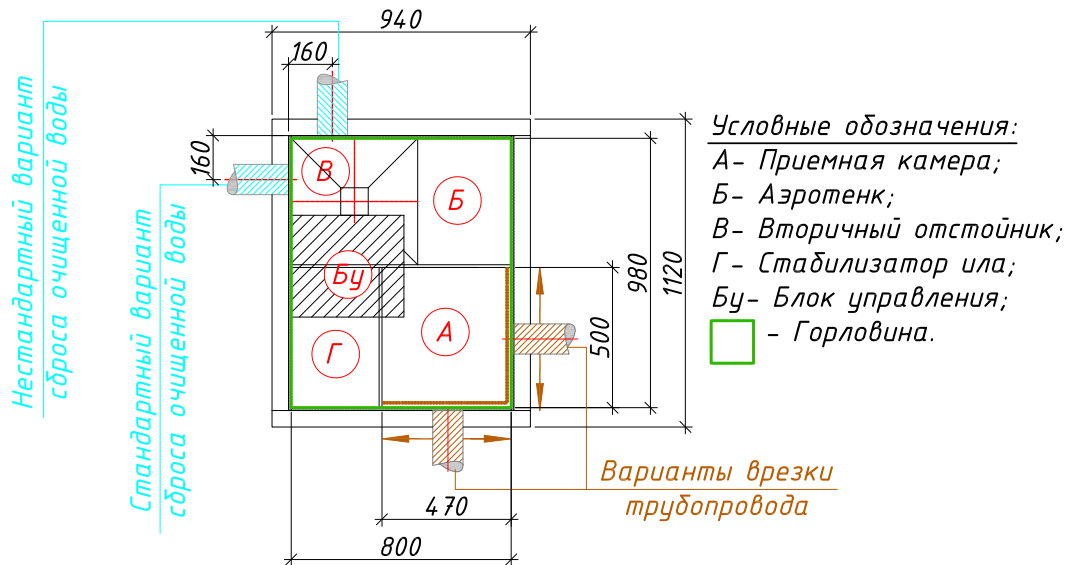 940
160
Нестандартный вариант
сброса очищенной воды
160
Стандартный вариант
сброса очищенной воды
В
Б
Бу
Г
А
500
980
1120
470
800
Варианты врезки
трубопровода
Условные обозначения:
А- Приемная камера;
Б- Аэротенк;
В- Вторичный отстойник;
Г- Стабилизатор ила;
Бу- Блок управления;
- Горловина.